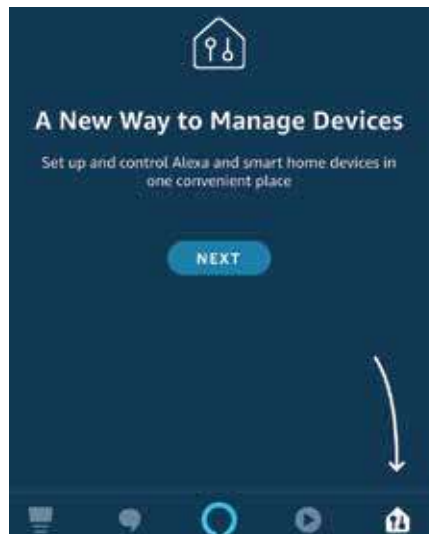 A New Way to Manage Devices
Set up and control Alexa and smart home devices in
one convenient place
NEXT